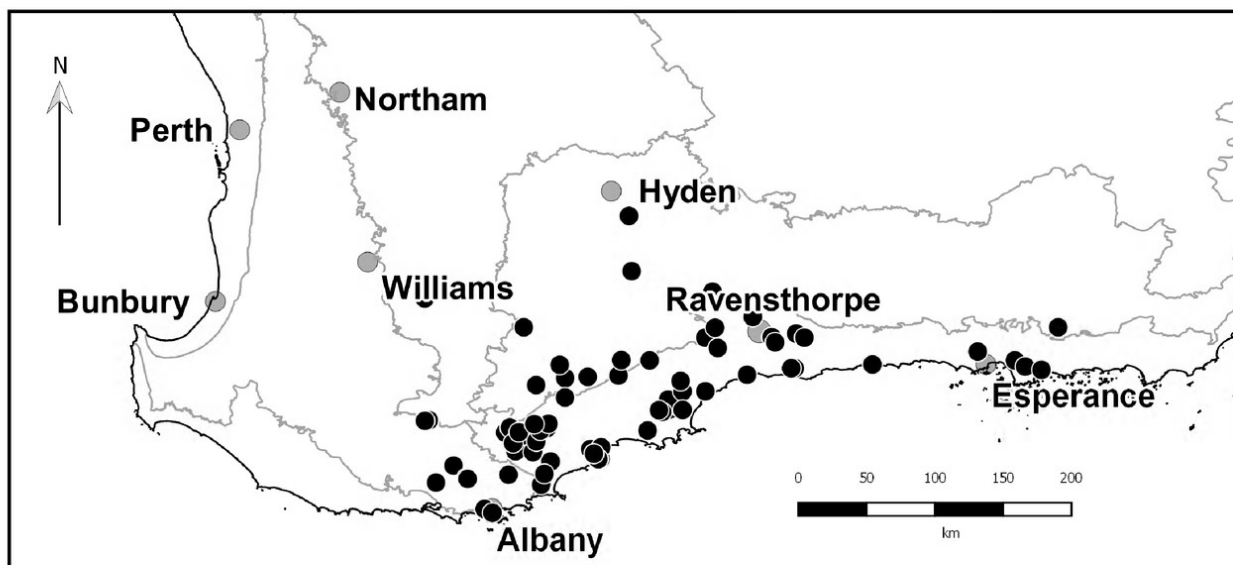 N
Northam
Perth
Hyden
Williams
Bunbury
Ravensthorpe
Esperance
0 50 100 150 200
km
Albany